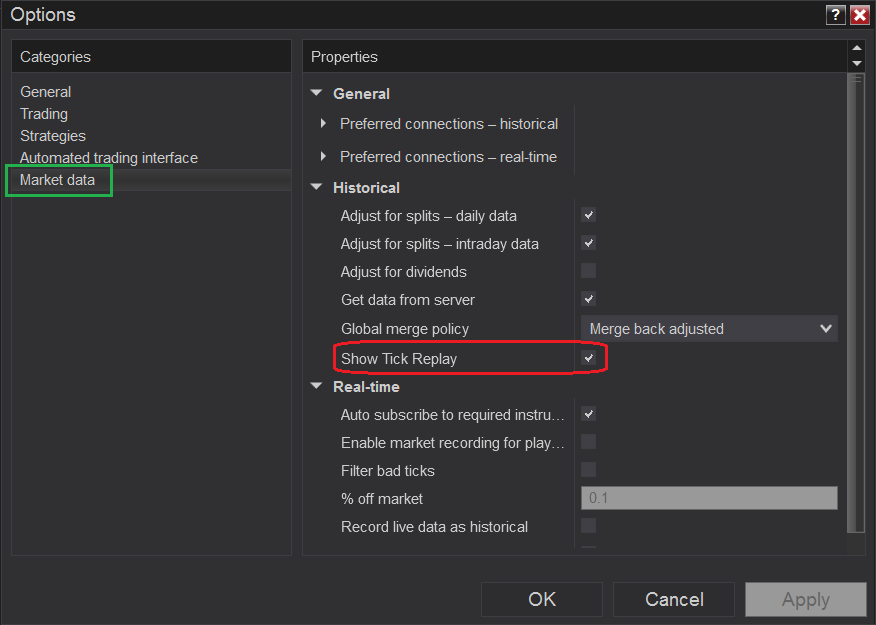 Options
?
Categories
General
Trading
Strategies
Automated trading interface
Market data
Properties
General
Preferred connections – historical
Preferred connections – real-time
Historical
Adjust for splits – daily data
Adjust for splits – intraday data
Adjust for dividends
Get data from server
Global merge policy Merge back adjusted
Show Tick Replay
Real-time
Auto subscribe to required instru...
Enable market recording for play...
Filter bad ticks
% off market 0.1
Record live data as historical
OK Cancel Apply